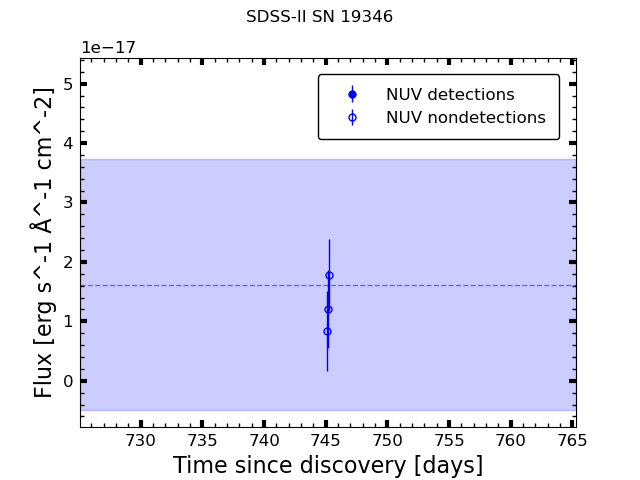 SDSS-II SN 19346
1e−17
NUV detections
NUV nondetections
5
4
3
2
1
0
Flux [erg s^-1 Å^-1 cm^-2]
730 735 740 745 750 755 760 765
Time since discovery [days]